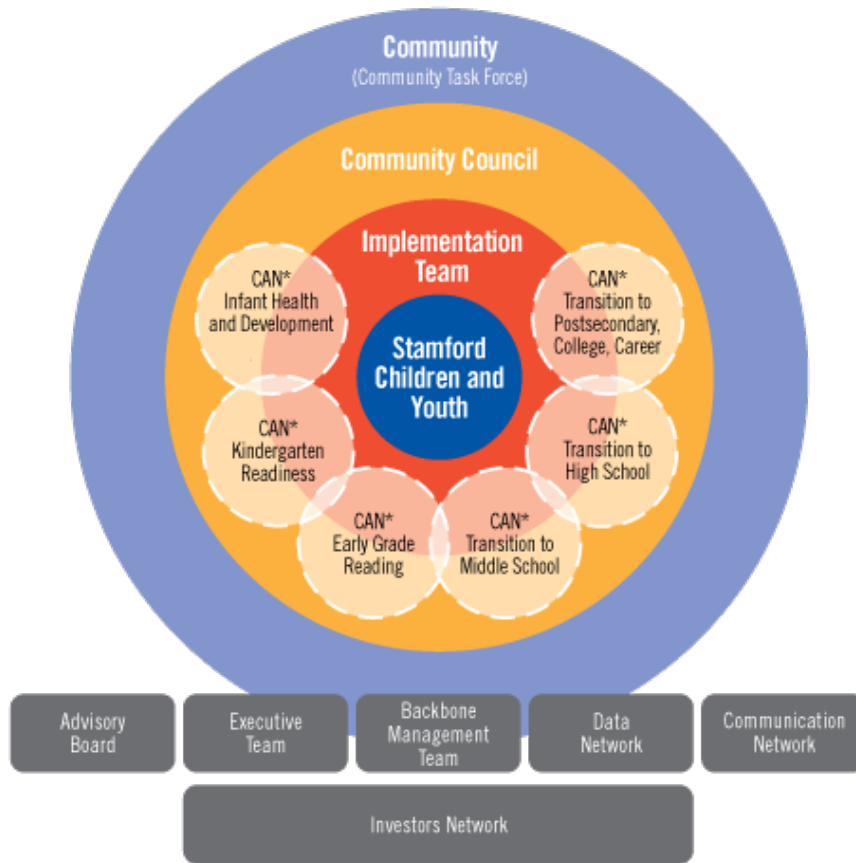 Community
(Community Task Force)
Community Council
Implementation
Team
Stamford
Children and
Youth
CAN*
Infant Health
and Development
CAN*
Kindergarten
Readiness
CAN*
Early Grade
Reading
CAN*
Transition to
Middle School
CAN*
Transition to
High School
CAN*
Transition to
Postsecondary,
College, Career
Advisory
Board
Executive
Team
Backbone
Management
Team
Data
Network
Communication
Network
Investors Network